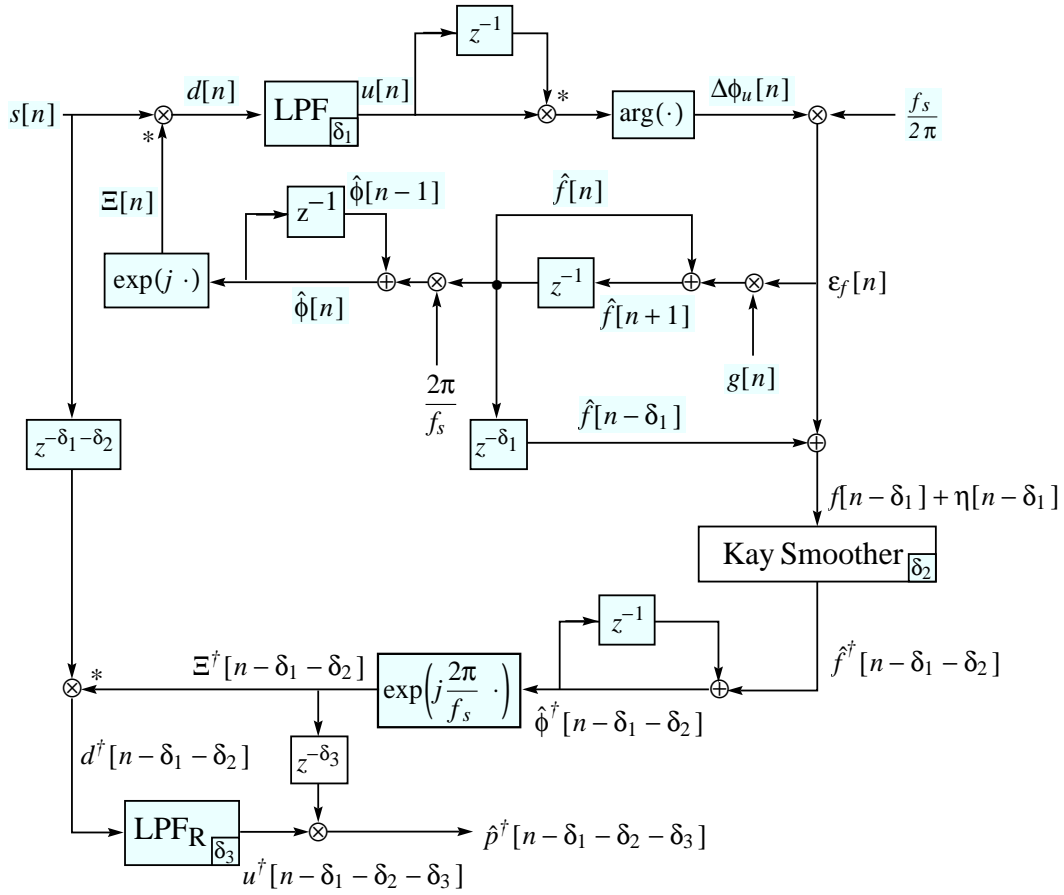 z⁻¹
d[n]
u[n]
Δϕᵤ[n]
s[n]
LPF
δ₁
*
*
arg(·)
fₛ
2π
Ξ[n]
z⁻¹
ϕ̂[n−1]
f̂[n]
exp(j ·)
z⁻¹
ε_f[n]
ϕ̂[n]
f̂[n+1]
2π
fₛ
g[n]
z^{−δ₁−δ₂}
z^{−δ₁}
f̂[n−δ₁]
f[n−δ₁]+η[n−δ₁]
Kay Smoother
δ₂
z⁻¹
Ξ†[n−δ₁−δ₂]
f̂†[n−δ₁−δ₂]
*
exp(j 2π/fₛ ·)
ϕ̂†[n−δ₁−δ₂]
d†[n−δ₁−δ₂]
z^{−δ₃}
LPF_R
δ₃
p̂†[n−δ₁−δ₂−δ₃]
u†[n−δ₁−δ₂−δ₃]